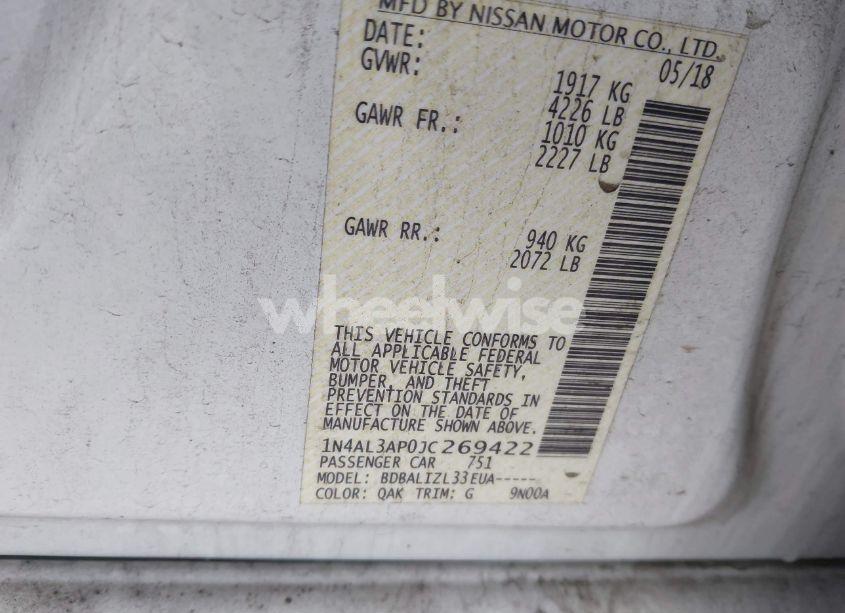 MFD BY NISSAN MOTOR CO., LTD.
DATE: 05/18
GVWR: 1917 KG
4226 LB
GAWR FR.: 1010 KG
2227 LB
GAWR RR.: 940 KG
2072 LB
wheelwise
THIS VEHICLE CONFORMS TO
ALL APPLICABLE FEDERAL
MOTOR VEHICLE SAFETY,
BUMPER, AND THEFT
PREVENTION STANDARDS IN
EFFECT ON THE DATE OF
MANUFACTURE SHOWN ABOVE.
1N4AL3AP0JC269422
PASSENGER CAR 751
MODEL: BDBALIZL33EUA-----
COLOR: QAK TRIM: G 9N00A